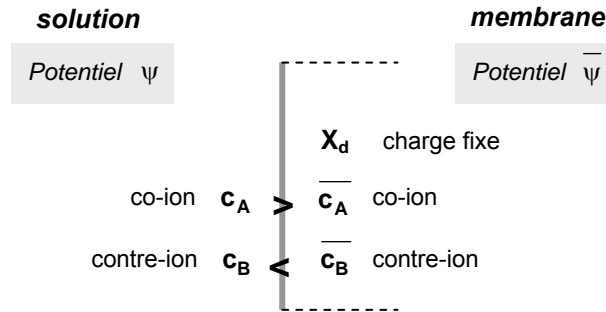 solution membrane
Potentiel ψ Potentiel ψ̅
X_d charge fixe
co-ion c_A > c̅_A̅ co-ion
contre-ion c_B < c̅_B̅ contre-ion